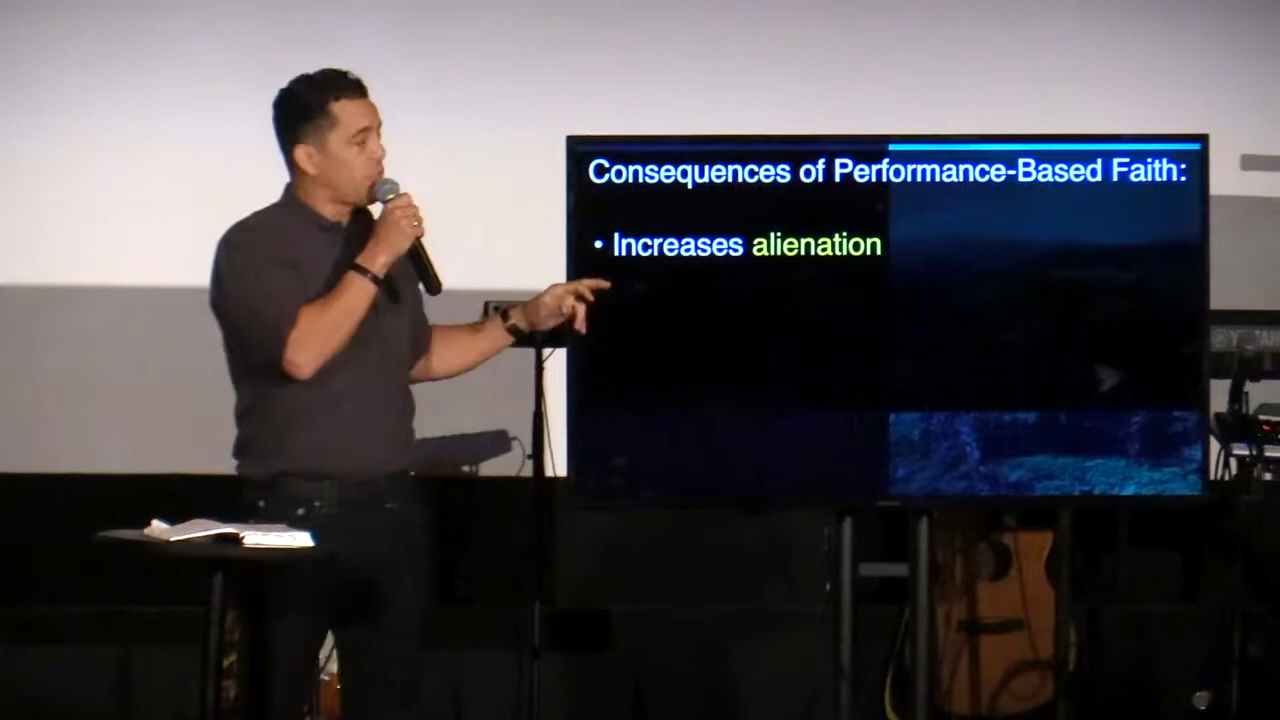 Consequences of Performance-Based Faith:
• Increases alienation